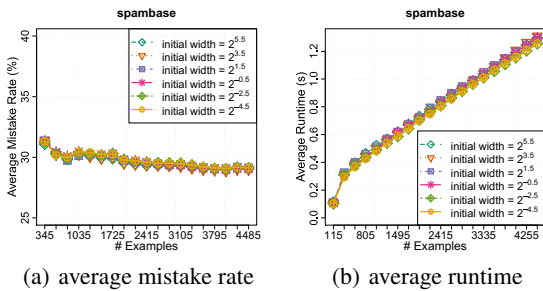 spambase
Average Mistake Rate (%)
40
35
30
25
initial width = 2^5.5
initial width = 2^3.5
initial width = 2^1.5
initial width = 2^−0.5
initial width = 2^−2.5
initial width = 2^−4.5
345 1035 1725 2415 3105 3795 4485
# Examples
(a) average mistake rate
spambase
Average Runtime (s)
1.2
1.0
0.8
0.6
0.4
0.2
0.0
initial width = 2^5.5
initial width = 2^3.5
initial width = 2^1.5
initial width = 2^−0.5
initial width = 2^−2.5
initial width = 2^−4.5
115 805 1495 2415 3335 4255
# Examples
(b) average runtime